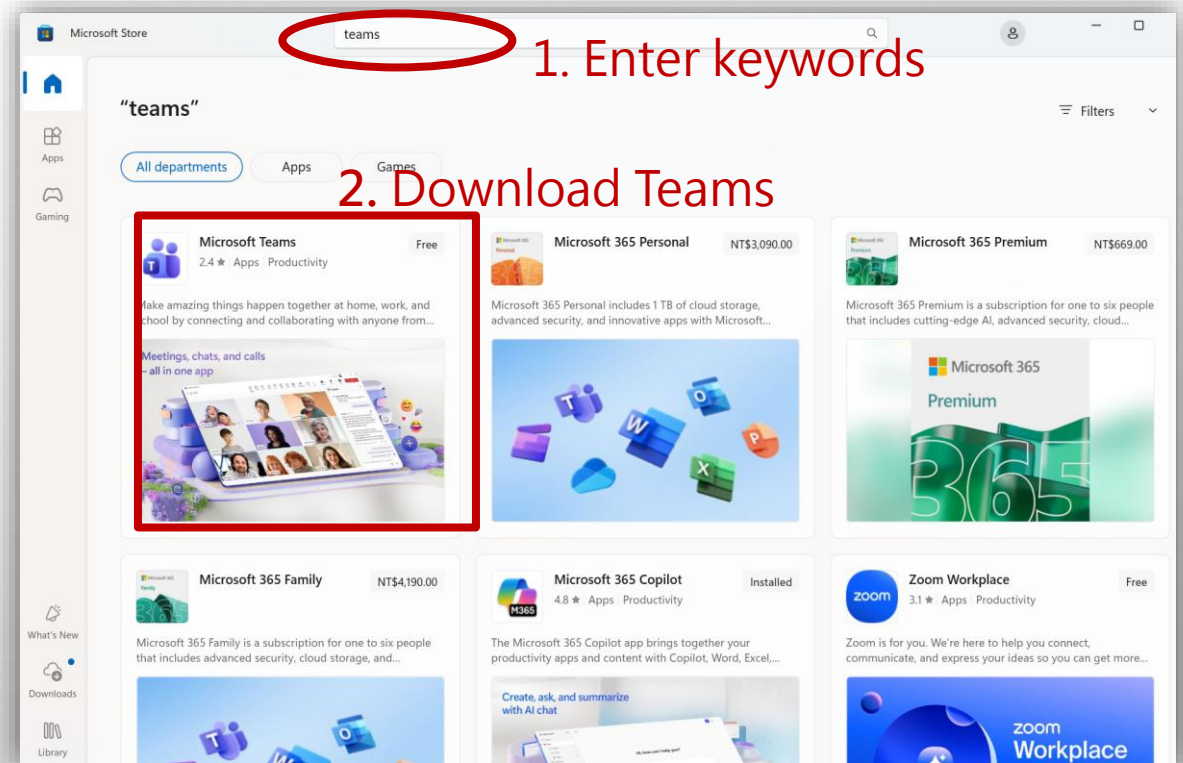 Microsoft Store
teams
1. Enter keywords
"teams"
Filters
All departments
Apps
Games
2. Download Teams
Apps
Gaming
Microsoft Teams
Free
2.4 ★ Apps Productivity
Make amazing things happen together at home, work, and
school by connecting and collaborating with anyone from...
Meetings, chats, and calls
– all in one app
Microsoft 365 Personal
NT$3,090.00
Microsoft 365 Personal includes 1 TB of cloud storage,
advanced security, and innovative apps with Microsoft...
Microsoft 365 Premium
NT$669.00
Microsoft 365 Premium is a subscription for one to six people
that includes cutting-edge AI, advanced security, cloud...
Microsoft 365
Premium
365
Microsoft 365 Family
NT$4,190.00
Microsoft 365 Family is a subscription for one to six people
that includes advanced security, cloud storage, and...
M365
Microsoft 365 Copilot
Installed
4.8 ★ Apps Productivity
The Microsoft 365 Copilot app brings together your
productivity apps and content with Copilot, Word, Excel,...
Create, ask, and summarize
with AI chat
zoom
Zoom Workplace
Free
3.1 ★ Apps Productivity
Zoom is for you. We're here to help you connect,
communicate, and express your ideas so you can get more...
zoom
Workplace
What's New
Downloads
Library